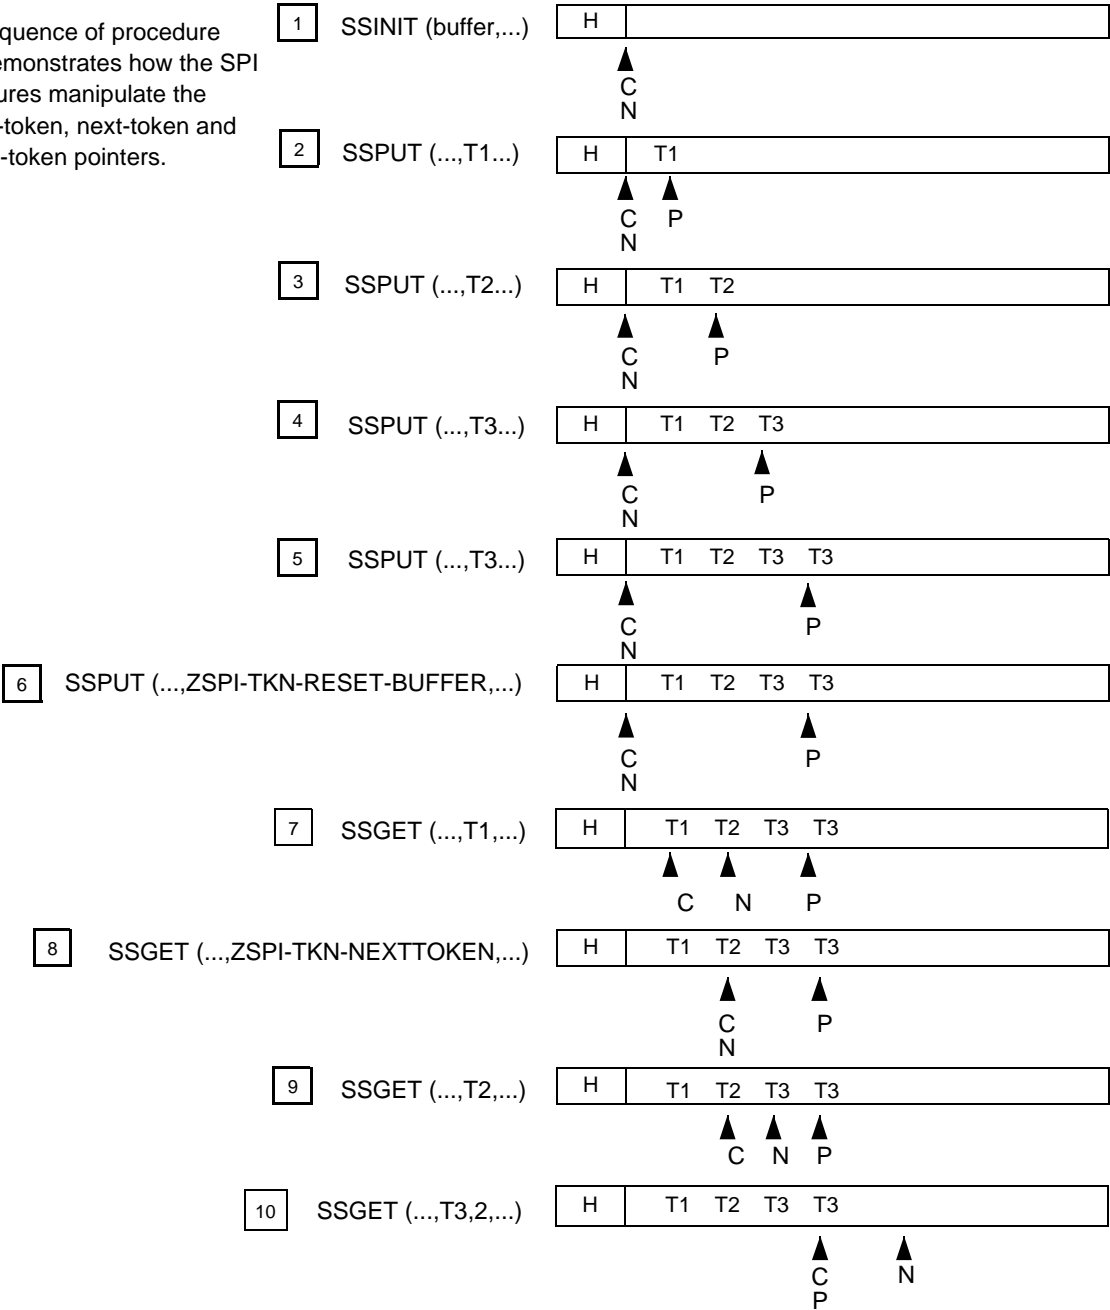 quence of procedure
emonstrates how the SPI
ures manipulate the
-token, next-token and
-token pointers.
1 SSINIT (buffer,...) H
C
N
2 SSPUT (...,T1...) H T1
C P
N
3 SSPUT (...,T2...) H T1 T2
C P
N
4 SSPUT (...,T3...) H T1 T2 T3
C P
N
5 SSPUT (...,T3...) H T1 T2 T3 T3
C P
N
6 SSPUT (...,ZSPI-TKN-RESET-BUFFER,...) H T1 T2 T3 T3
C P
N
7 SSGET (...,T1,...) H T1 T2 T3 T3
C N P
8 SSGET (...,ZSPI-TKN-NEXTTOKEN,...) H T1 T2 T3 T3
C P
N
9 SSGET (...,T2,...) H T1 T2 T3 T3
C N P
10 SSGET (...,T3,2,...) H T1 T2 T3 T3
C N
P